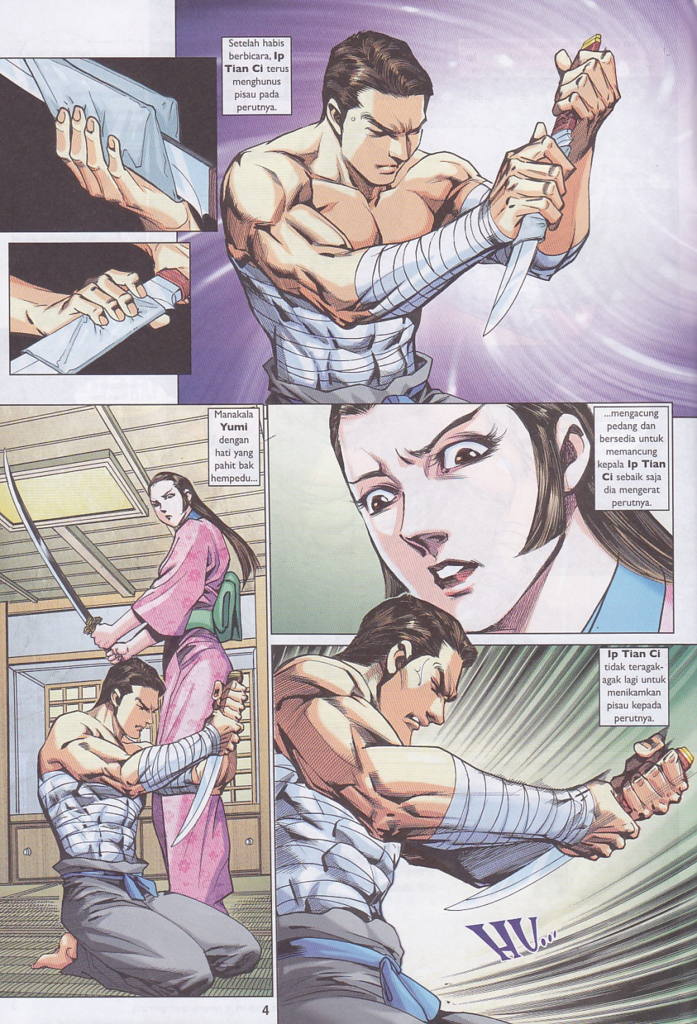 Setelah habis
berbicara, Ip
Tian Ci terus
menghunus
pisau pada
perutnya.
Manakala
Yumi
dengan
hati yang
pahit bak
hempedu...
...mengacung
pedang dan
bersedia untuk
memancung
kepala Ip Tian
Ci sebaik saja
dia mengerat
perutnya.
Ip Tian Ci
tidak teragak-
agak lagi untuk
menikamkan
pisau kepada
perutnya.
HU...
4